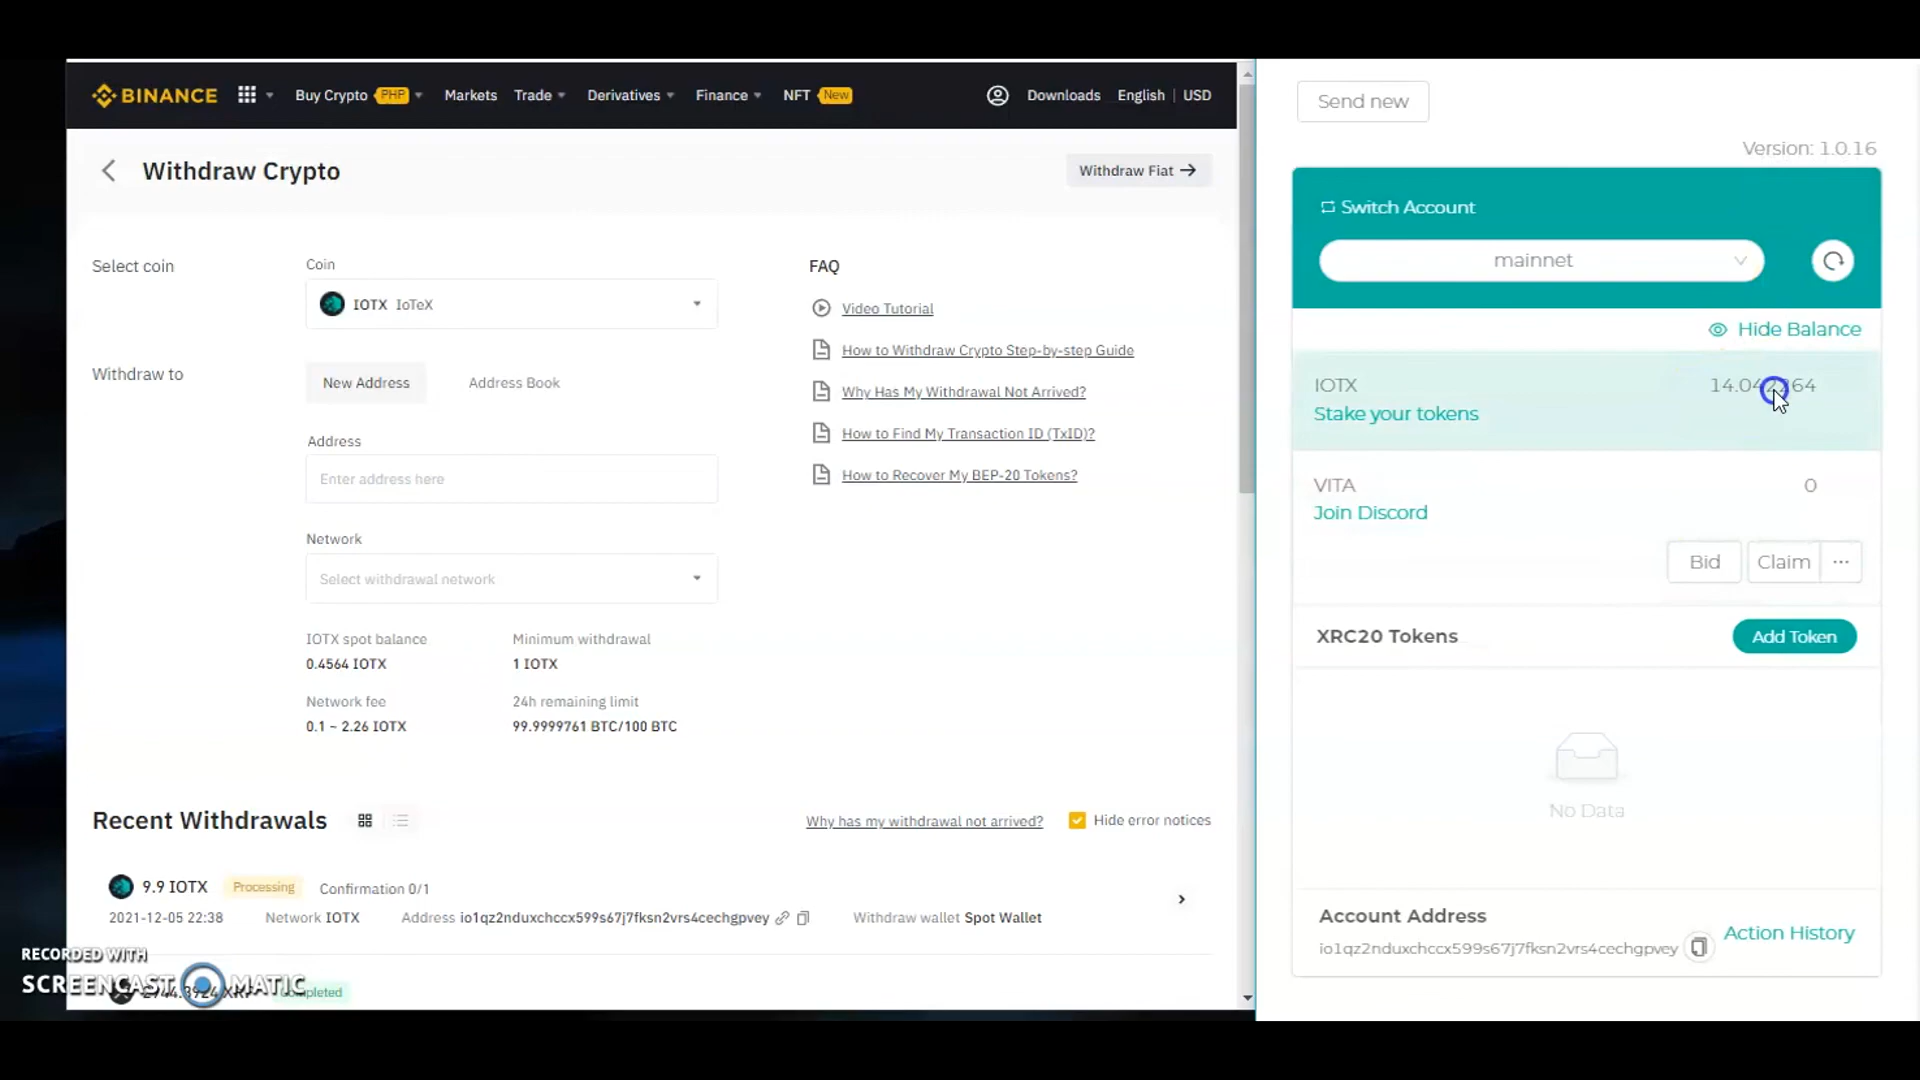 BINANCE
Buy Crypto PHP
Markets
Trade
Derivatives
Finance
NFT New
Downloads
English | USD
Withdraw Crypto
Withdraw Fiat →
Select coin
Coin
IOTX IoTeX
Withdraw to
New Address
Address Book
Address
Enter address here
Network
Select withdrawal network
IOTX spot balance
0.4564 IOTX
Minimum withdrawal
1 IOTX
Network fee
0.1 ~ 2.26 IOTX
24h remaining limit
99.9999761 BTC/100 BTC
FAQ
Video Tutorial
How to Withdraw Crypto Step-by-step Guide
Why Has My Withdrawal Not Arrived?
How to Find My Transaction ID (TxID)?
How to Recover My BEP-20 Tokens?
Recent Withdrawals
Why has my withdrawal not arrived?
Hide error notices
9.9 IOTX Processing Confirmation 0/1
2021-12-05 22:38 Network IOTX Address io1qz2nduxchccx599s67j7fksn2vrs4cechgpvey Withdraw wallet Spot Wallet
RECORDED WITH
SCREENCAST MATIC
Send new
Version: 1.0.16
Switch Account
mainnet
Hide Balance
IOTX
Stake your tokens
VITA 0
Join Discord
Bid
Claim
...
XRC20 Tokens
Add Token
No Data
Account Address
io1qz2nduxchccx599s67j7fksn2vrs4cechgpvey
Action History